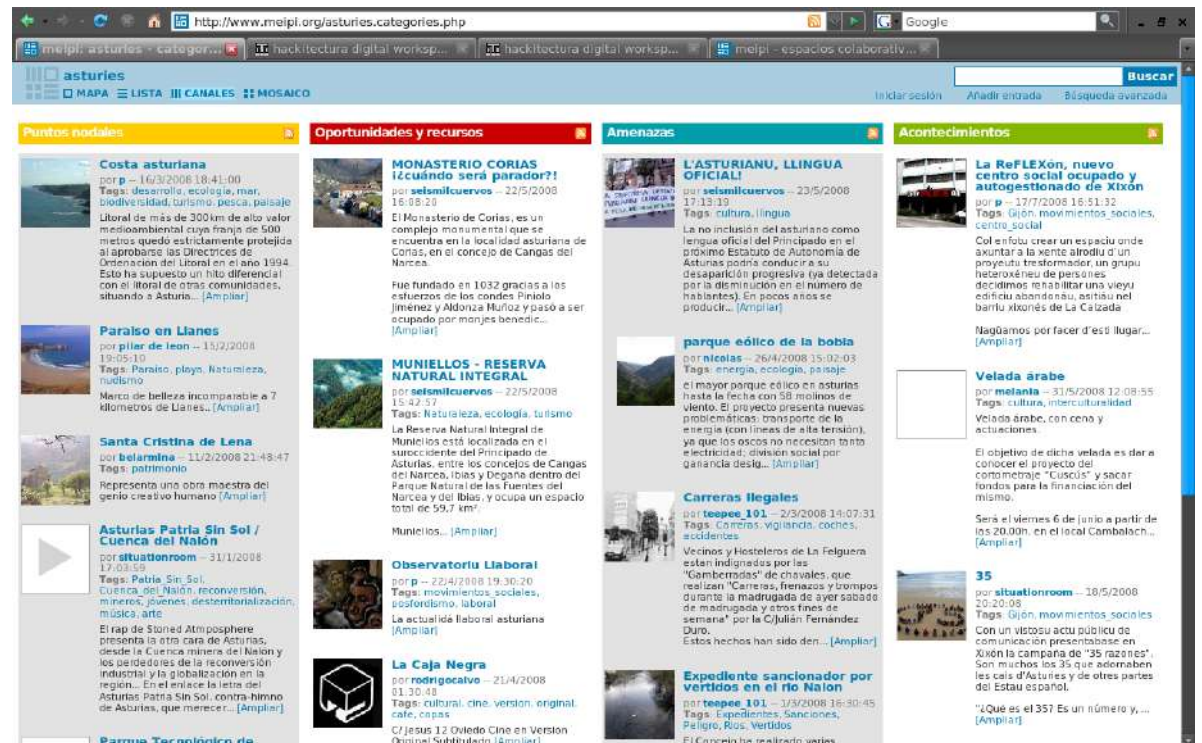 http://www.meipi.org/asturies.categories.php
Google
meipi: asturies - categor...
hackitectura digital worksp...
hackitectura digital worksp...
meipi - espacios colaborativ...
asturies
MAPA LISTA CANALES MOSAICO
Buscar
Iniciar sesión Añadir entrada Búsqueda avanzada
Puntos nodales
Costa asturiana
por p -- 16/3/2008 18:41:00
Tags: desarrollo, ecología, mar,
biodiversidad, turismo, pesca, paisaje
Litoral de más de 300km de alto valor
medioambiental cuya franja de 500
metros quedó estrictamente protejida
al aprobarse las Directrices de
Ordenación del Litoral en el año 1994.
Esto ha supuesto un hito diferencial
con el litoral de otras comunidades,
situando a Asturia... [Ampliar]
Paraiso en Llanes
por pilar de leon -- 15/2/2008
19:05:10
Tags: Paraiso, playa, Naturaleza,
nudismo
Marco de belleza incomparable a 7
kilometros de Llanes.. [Ampliar]
Santa Cristina de Lena
por belarmina -- 11/2/2008 21:48:47
Tags: patrimonio
Representa una obra maestra del
genio creativo humano [Ampliar]
Asturias Patria Sin Sol /
Cuenca del Nalón
por situationroom -- 31/1/2008
17:03:59
Tags: Patria_Sin_Sol,
Cuenca_del_Nalón, reconversión,
mineros, jóvenes, desterritorialización,
música, arte
El rap de Stoned Atmposphere
presenta la otra cara de Asturias,
desde la Cuenca minera del Nalón y
los perdedores de la reconversión
industrial y la globalización en la
región... En el enlace la letra del
Asturias Patria Sin Sol, contra-himno
de Asturias, que merecer... [Ampliar]
Parque Tecnológico de
Oportunidades y recursos
MONASTERIO CORIAS
¡¿cuándo será parador?!
por seismilcuervos -- 22/5/2008
16:08:20
El Monasterio de Corias, es un
complejo monumental que se
encuentra en la localidad asturiana de
Corias, en el concejo de Cangas del
Narcea.
Fue fundado en 1032 gracias a los
esfuerzos de los condes Piniolo
Jiménez y Aldonza Muñoz y pasó a ser
ocupado por monjes benedic...
[Ampliar]
MUNIELLOS - RESERVA
NATURAL INTEGRAL
por seismilcuervos -- 22/5/2008
15:42:57
Tags: Naturaleza, ecología, turismo
La Reserva Natural Integral de
Muniellos está localizada en el
suroccidente del Principado de
Asturias, entre los concejos de Cangas
del Narcea, Ibias y Degaña dentro del
Parque Natural de las Fuentes del
Narcea y del Ibias, y ocupa un espacio
total de 59,7 km².
Muniellos... [Ampliar]
Observatoriu Llaboral
por p -- 22/4/2008 19:30:20
Tags: movimientos_sociales,
posfordismo, laboral
La actualidá llaboral asturiana
[Ampliar]
La Caja Negra
por rodrigocalvo -- 21/4/2008
01:30:48
Tags: cultural, cine, version, original,
cafe, copas
C/ Jesus 12 Oviedo Cine en Versión
Original Subtitulado [Ampliar]
Amenazas
L'ASTURIANU, LLINGUA
OFICIAL!
por seismilcuervos -- 23/5/2008
17:13:19
Tags: cultura, llingua
La no inclusión del asturiano como
lengua oficial del Principado en el
próximo Estatuto de Autonomía de
Asturias podría conducir a su
desaparición progresiva (ya detectada
por la disminución en el número de
hablantes). En pocos años se
producir... [Ampliar]
parque eólico de la bobia
por nicolas -- 26/4/2008 15:02:03
Tags: energía, ecología, paisaje
el mayor parque eólico en asturias
hasta la fecha con 58 molinos de
viento. El proyecto presenta nuevas
problemáticas: transporte de la
energía (con líneas de alta tensión),
ya que los oscos no necesitan tanta
electricidad; división social por
ganancia desig... [Ampliar]
Carreras Ilegales
por teepee_101 -- 2/3/2008 14:07:31
Tags: Carreras, vigilancia, coches,
accidentes
Vecinos y Hosteleros de La Felguera
estan indignados por las
"Gamberradas" de chavales, que
realizan "Carreras, frenazos y trompos
durante la madrugada de ayer sabado
de madrugada y otros fines de
semana" por la C/Julián Fernández
Duro.
Estos hechos han sido den... [Ampliar]
Expediente sancionador por
vertidos en el rio Nalon
por teepee_101 -- 1/3/2008 16:30:45
Tags: Expedientes, Sanciones,
Peligro, Rios, Vertidos
El Concejo ha realizado varias
Acontecimientos
La ReFLEXón, nuevo
centro social ocupado y
autogestionado de Xixón
por p -- 17/7/2008 16:51:32
Tags: Gijón, movimientos_sociales,
centro_social
Col enfotu crear un espaciu onde
axuntar a la xente alrodiu d'un
proyeutu tresformador, un grupu
heteroxéneu de persones
decidimos rehabilitar una vieyu
edificiu abandonáu, asitiáu nel
barriu xixonés de La Calzada
Nagüamos por facer d'esti llugar...
[Ampliar]
Velada árabe
por melania -- 31/5/2008 12:08:55
Tags: cultura, interculturalidad
Velada árabe, con cena y
actuaciones.
El objetivo de dicha velada es dar a
conocer el proyecto del
cortometraje "Cuscús" y sacar
fondos para la financiación del
mismo.
Será el viernes 6 de junio a partir de
las 20.00h. en el local Cambalach...
[Ampliar]
35
por situationroom -- 18/5/2008
20:20:08
Tags: Gijón, movimientos_sociales
Con un vistosu actu públicu de
comunicación presentabase en
Xixón la campaña de "35 razones".
Son muchos los 35 que adornaben
les cais d'Asturies y de otres partes
del Estau español.
"¿Qué es el 35? Es un número y, ...
[Ampliar]